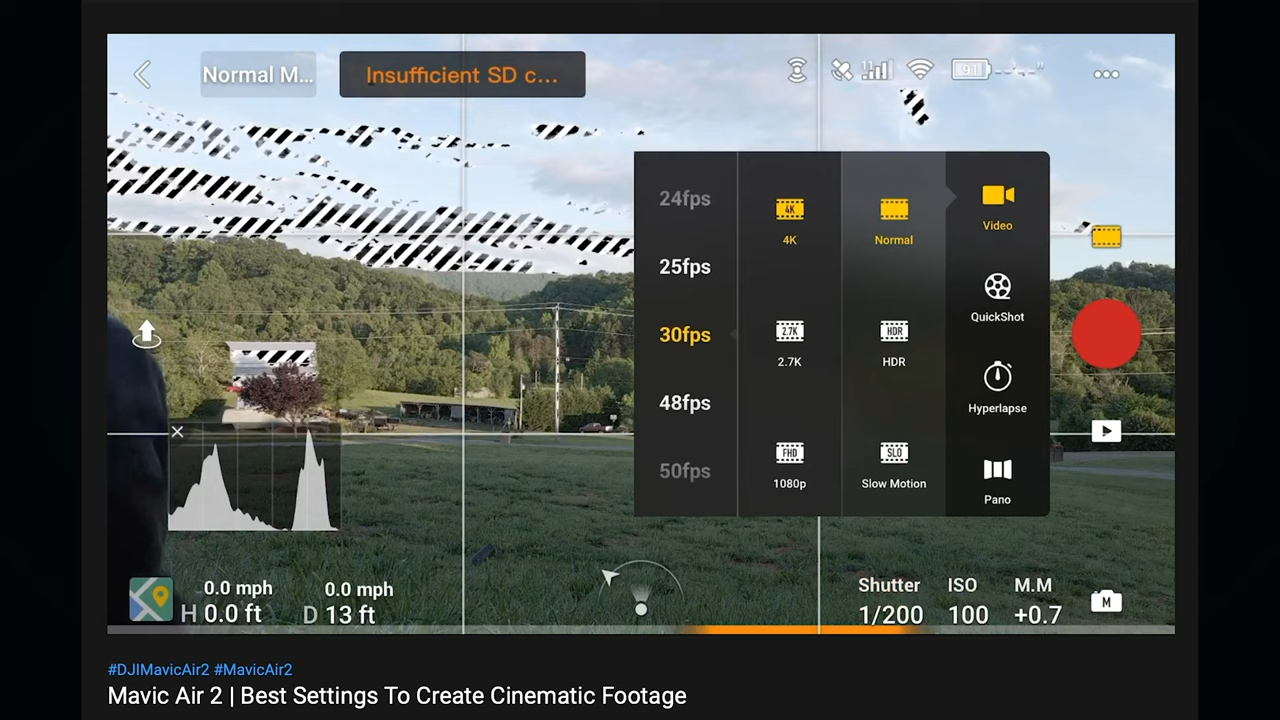 Normal M...
Insufficient SD c...
11
91
24fps
25fps
30fps
48fps
50fps
4K
4K
2.7K
2.7K
FHD
1080p
Normal
HDR
HDR
SLO
Slow Motion
Video
QuickShot
Hyperlapse
Pano
0.0 mph
0.0 mph
H 0.0 ft
D 13 ft
Shutter
ISO
M.M
1/200
100
+0.7
M
#DJIMavicAir2 #MavicAir2
Mavic Air 2 | Best Settings To Create Cinematic Footage